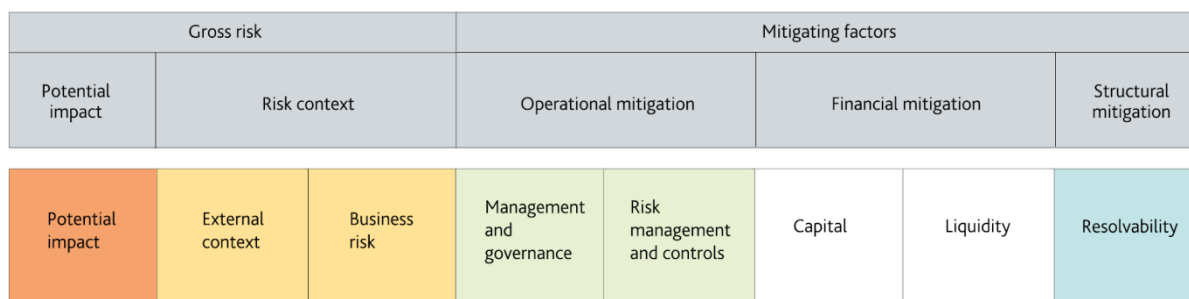 Gross risk
Mitigating factors
Potential
impact
Risk context
Operational mitigation
Financial mitigation
Structural
mitigation
Potential
impact
External
context
Business
risk
Management
and
governance
Risk
management
and controls
Capital
Liquidity
Resolvability